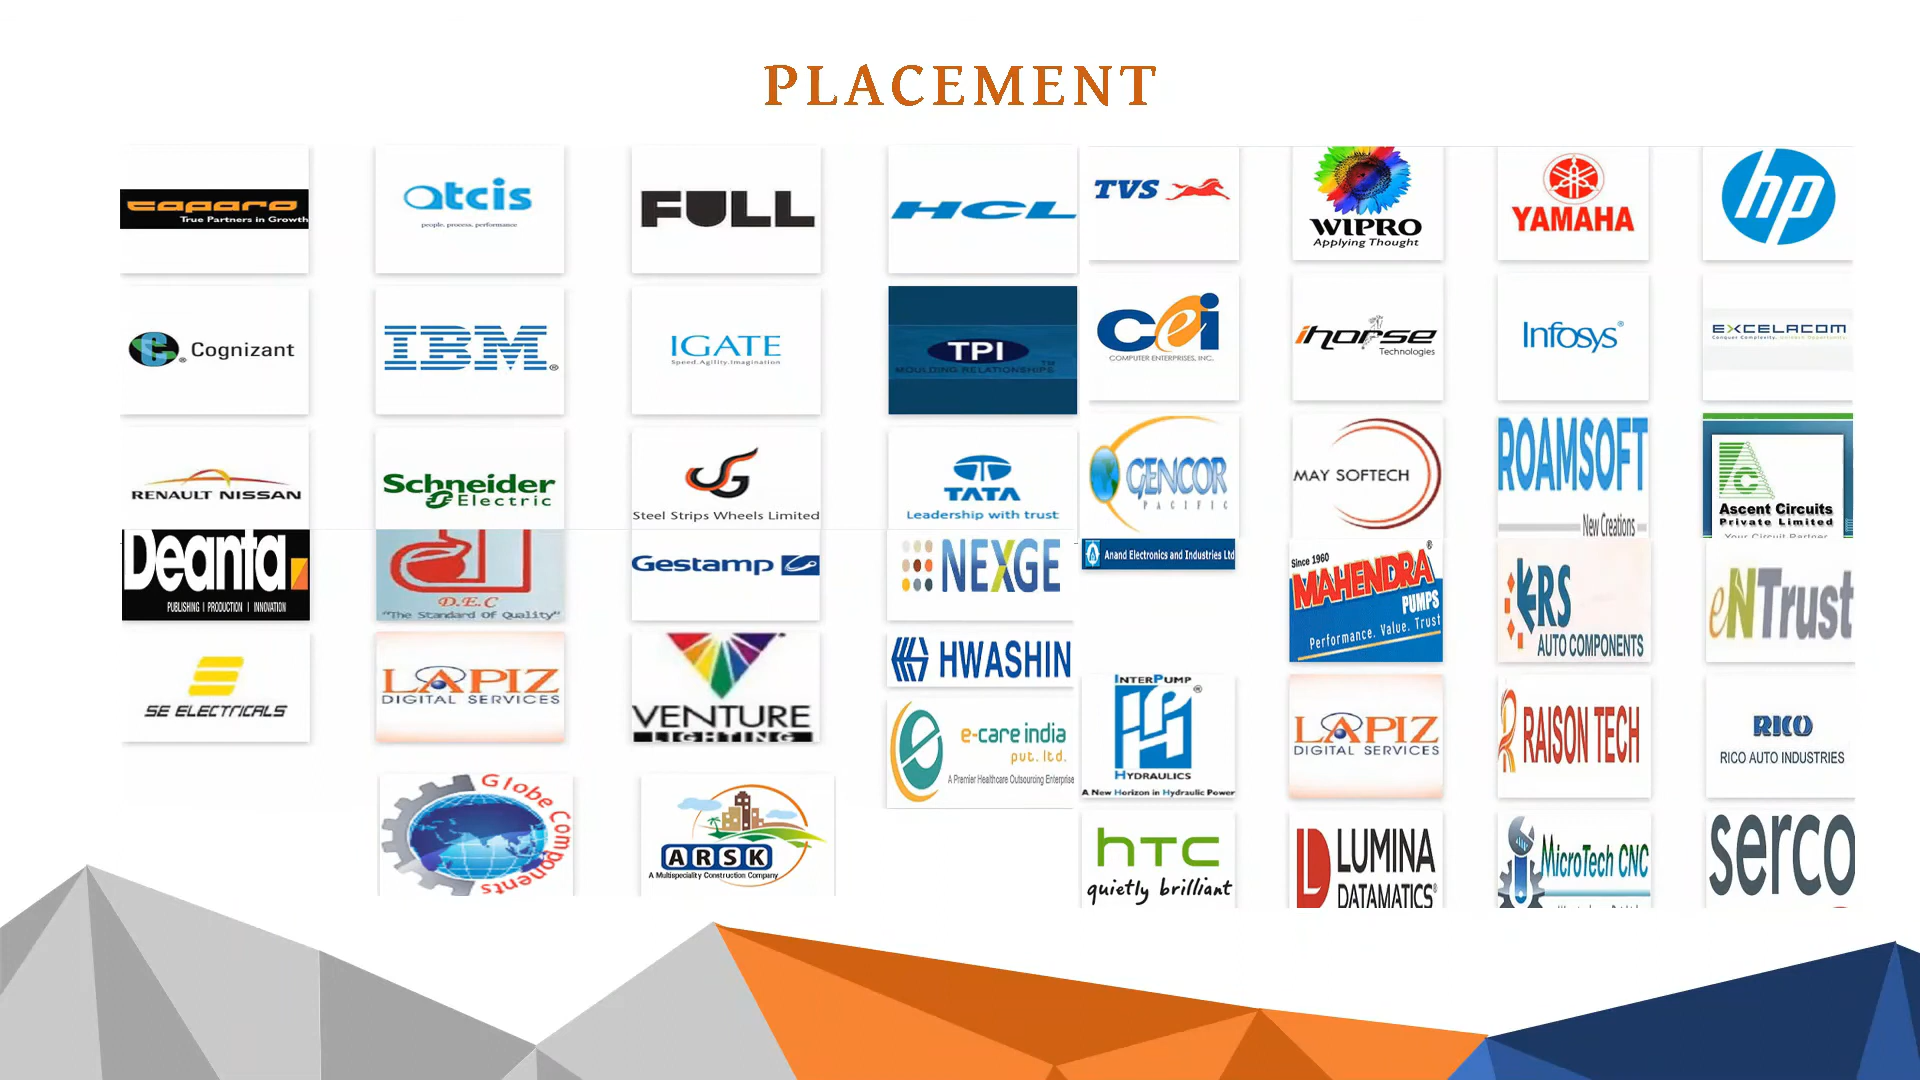 PLACEMENT
caparo
True Partners in Growth
atcis
people. process. performance
FULL
HCL
TVS
WIPRO
Applying Thought
YAMAHA
hp
Cognizant
IBM®
IGATE
Speed.Agility.Imagination
TPI
MOULDING RELATIONSHIPS
cei
COMPUTER ENTERPRISES, INC.
ihorse
Technologies
Infosys®
EXCELACOM
RENAULT NISSAN
Schneider
Electric
Steel Strips Wheels Limited
TATA
Leadership with trust
GENCOR
PACIFIC
MAY SOFTECH
ROAMSOFT
New Creations
Ascent Circuits
Private Limited
Your Circuit Partner
Deanta
PUBLISHING | PRODUCTION | INNOVATION
D.E.C
"The Standard Of Quality"
Gestamp
NEXGE
Anand Electronics and Industries Ltd
Since 1960
MAHENDRA®
PUMPS
Performance. Value. Trust
RS
AUTO COMPONENTS
eNTrust
SE ELECTRICALS
LAPIZ
DIGITAL SERVICES
VENTURE
LIGHTING
HWASHIN
e-care india
pvt. ltd.
A Premier Healthcare Outsourcing Enterprise
INTERPUMP
®
HYDRAULICS
A New Horizon in Hydraulic Power
LAPIZ
DIGITAL SERVICES
RAISON TECH
RICO
RICO AUTO INDUSTRIES
Globe Components
ARSK
A Multispeciality Construction Company
hTC
quietly brilliant
LUMINA
DATAMATICS®
MicroTech CNC
serco